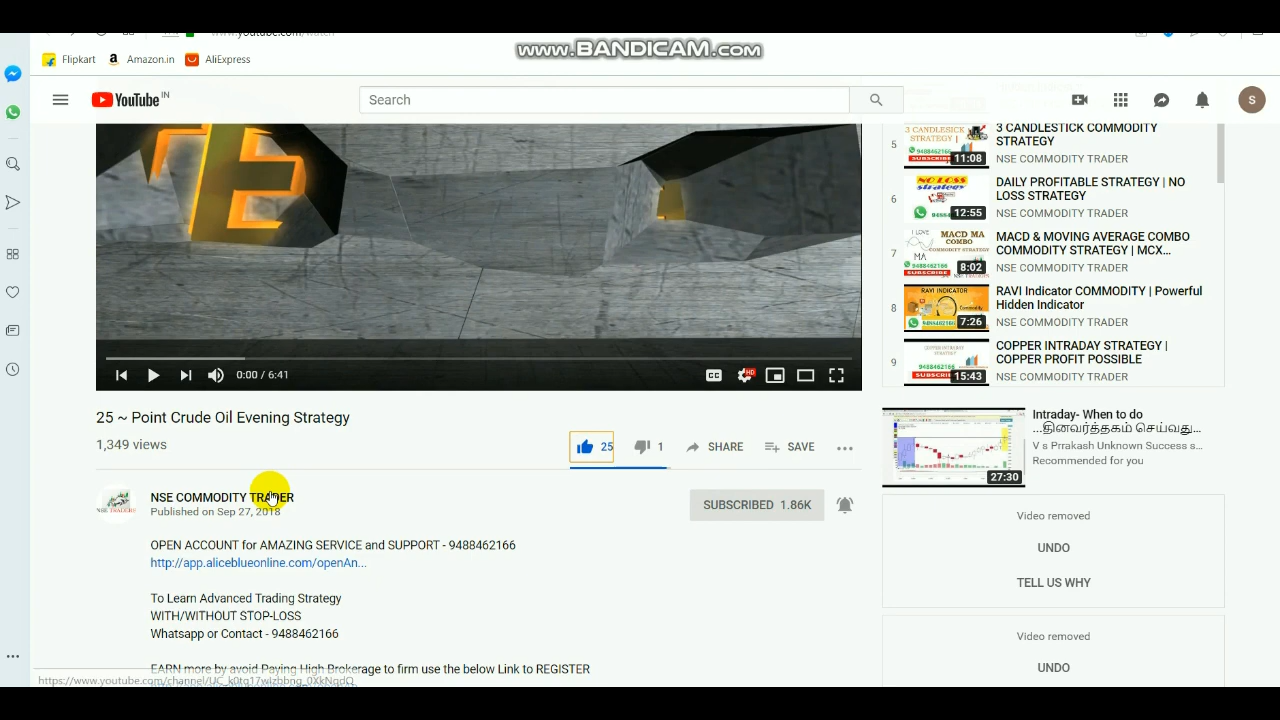 www.BANDICAM.com
Flipkart
Amazon.in
AliExpress
YouTube IN
Search
S
5
3 CANDLESTICK COMMODITY
STRATEGY
NSE COMMODITY TRADER
11:08
6
DAILY PROFITABLE STRATEGY | NO
LOSS STRATEGY
NSE COMMODITY TRADER
12:55
7
MACD & MOVING AVERAGE COMBO
COMMODITY STRATEGY | MCX...
NSE COMMODITY TRADER
8:02
8
RAVI Indicator COMMODITY | Powerful
Hidden Indicator
NSE COMMODITY TRADER
7:26
9
COPPER INTRADAY STRATEGY |
COPPER PROFIT POSSIBLE
NSE COMMODITY TRADER
15:43
0:00 / 6:41
CC
HD
25 ~ Point Crude Oil Evening Strategy
1,349 views
25
1
SHARE
SAVE
NSE COMMODITY TRADER
Published on Sep 27, 2018
SUBSCRIBED 1.86K
OPEN ACCOUNT for AMAZING SERVICE and SUPPORT - 9488462166
http://app.aliceblueonline.com/openAn...
To Learn Advanced Trading Strategy
WITH/WITHOUT STOP-LOSS
Whatsapp or Contact - 9488462166
EARN more by avoid Paying High Brokerage to firm use the below Link to REGISTER
Intraday- When to do
...தினவர்த்தகம் செய்வது...
V s Prakash Unknown Success s...
Recommended for you
27:30
Video removed
UNDO
TELL US WHY
Video removed
UNDO